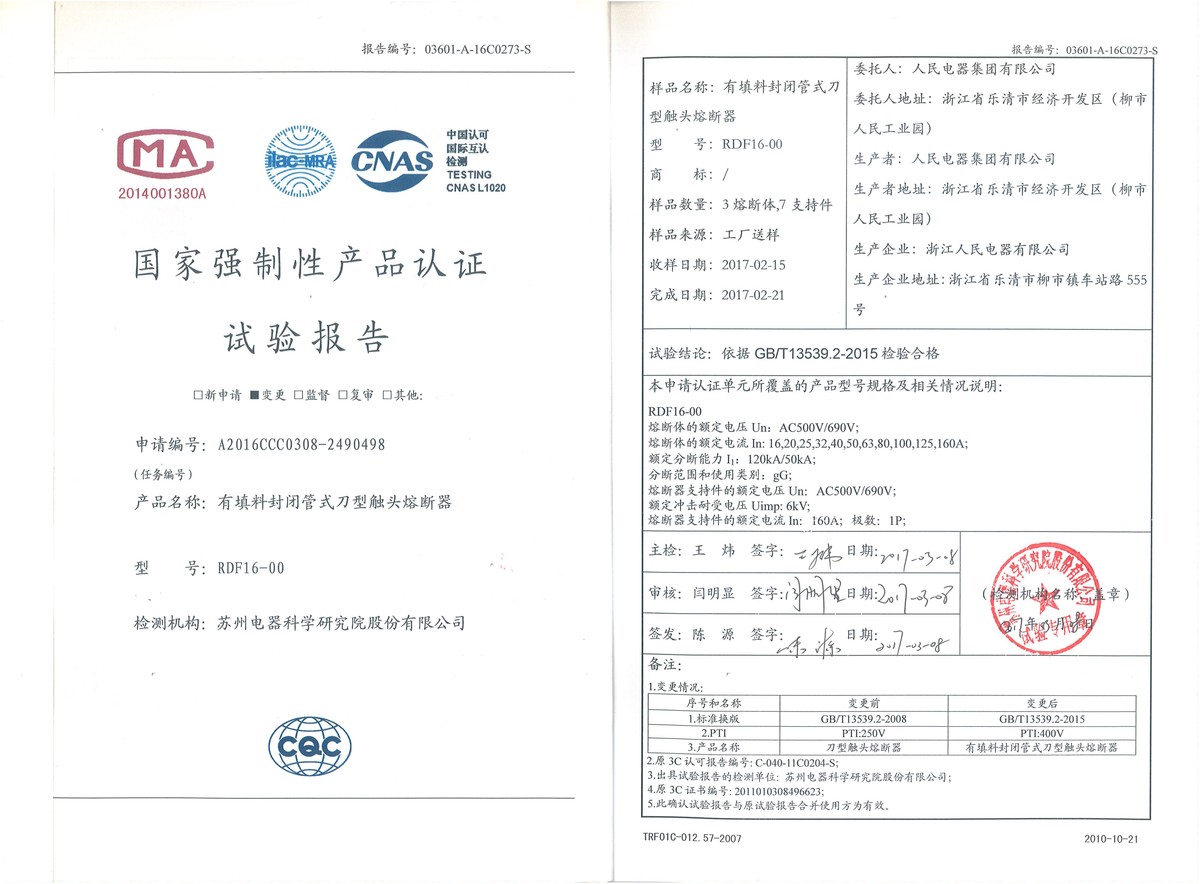 报告编号: 03601-A-16C0273-S
MA
2014001380A
ilac-MRA
CNAS
中国认可
国际互认
检测
TESTING
CNAS L1020
国家强制性产品认证
试验报告
□新申请 ■变更 □监督 □复审 □其他:
申请编号: A2016CCC0308-2490498
(任务编号)
产品名称: 有填料封闭管式刀型触头熔断器
型 号: RDF16-00
检测机构: 苏州电器科学研究院股份有限公司
CQC
报告编号: 03601-A-16C0273-S
样品名称: 有填料封闭管式刀
型触头熔断器
型 号: RDF16-00
商 标: /
样品数量: 3 熔断体,7 支持件
样品来源: 工厂送样
收样日期: 2017-02-15
完成日期: 2017-02-21
委托人: 人民电器集团有限公司
委托人地址: 浙江省乐清市经济开发区（柳市
人民工业园）
生产者: 人民电器集团有限公司
生产者地址: 浙江省乐清市经济开发区（柳市
人民工业园）
生产企业: 浙江人民电器有限公司
生产企业地址: 浙江省乐清市柳市镇车站路 555
号
试验结论: 依据 GB/T13539.2-2015 检验合格
本申请认证单元所覆盖的产品型号规格及相关情况说明:
RDF16-00
熔断体的额定电压 Un: AC500V/690V;
熔断体的额定电流 In: 16,20,25,32,40,50,63,80,100,125,160A;
额定分断能力 I₁: 120kA/50kA;
分断范围和使用类别: gG;
熔断器支持件的额定电压 Un: AC500V/690V;
额定冲击耐受电压 Uimp: 6kV;
熔断器支持件的额定电流 In: 160A; 极数: 1P;
主检: 王 炜 签字: 王炜 日期: 2017-03-08
审核: 闫明显 签字: 闫明显 日期: 2017-03-08
签发: 陈 源 签字: 陈源 日期: 2017-03-08
（检测机构名称 盖章）
试验专用章
备注:
1.变更情况:
序号和名称 变更前 变更后
1.标准换版 GB/T13539.2-2008 GB/T13539.2-2015
2.PTI PTI:250V PTI:400V
3.产品名称 刀型触头熔断器 有填料封闭管式刀型触头熔断器
2.原 3C 认可报告编号: C-040-11C0204-S;
3.出具试验报告的检测单位: 苏州电器科学研究院股份有限公司;
4.原 3C 证书编号: 2011010308496623;
5.此确认试验报告与原试验报告合并使用方为有效。
TRF01C-012.57-2007
2010-10-21